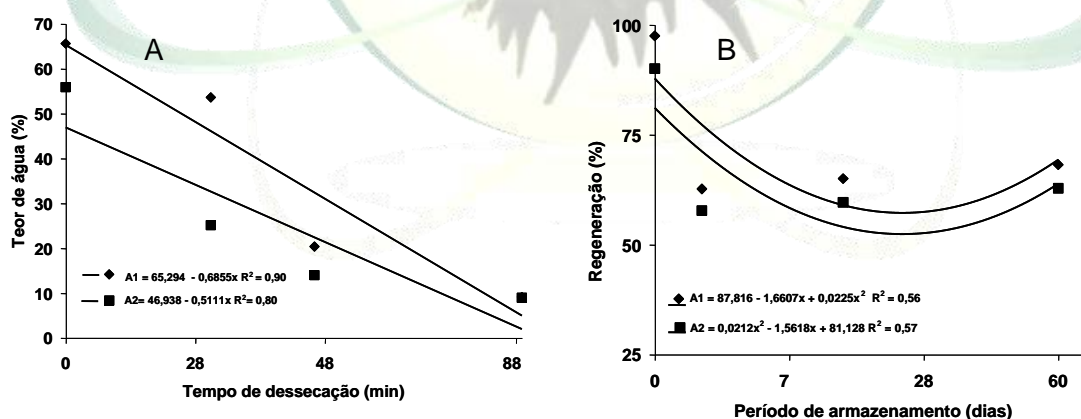 A
70
60
50
40
30
20
10
0
Teor de água (%)
A1 = 65,294 - 0,6855x R² = 0,90
A2= 46,938 - 0,5111x R²= 0,80
0 28 48 88
Tempo de dessecação (min)
B
100
75
50
25
Regeneração (%)
A1 = 87,816 - 1,6607x + 0,0225x² R² = 0,56
A2 = 0,0212x² - 1,5618x + 81,128 R² = 0,57
0 7 28 60
Período de armazenamento (dias)